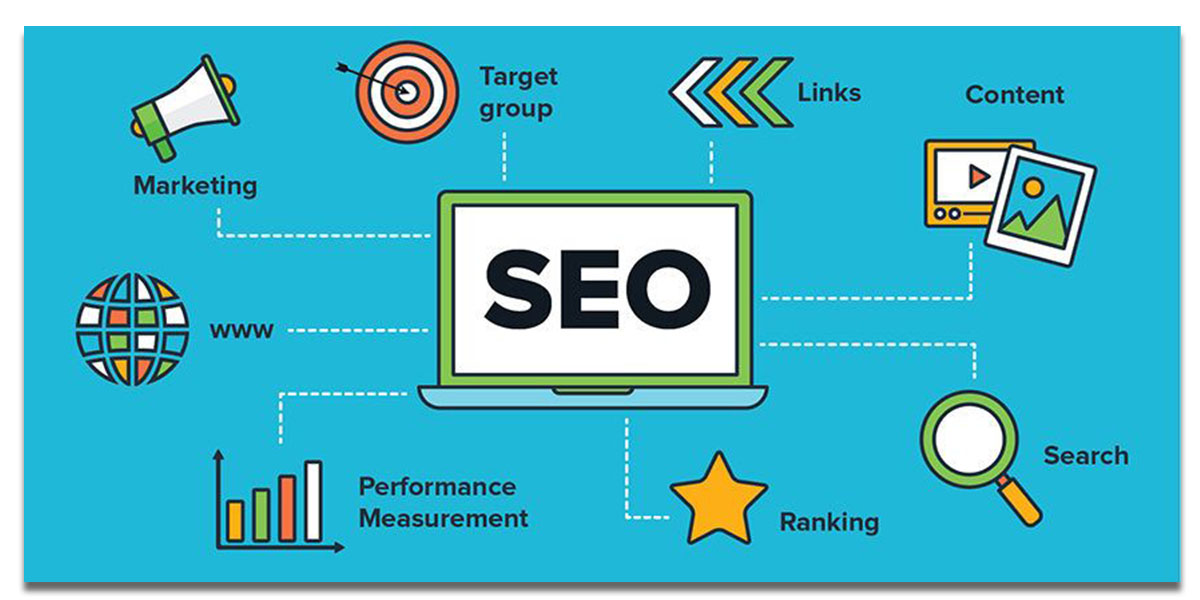 Target
group
Links
Content
Marketing
SEO
www
Search
Performance
Measurement
Ranking